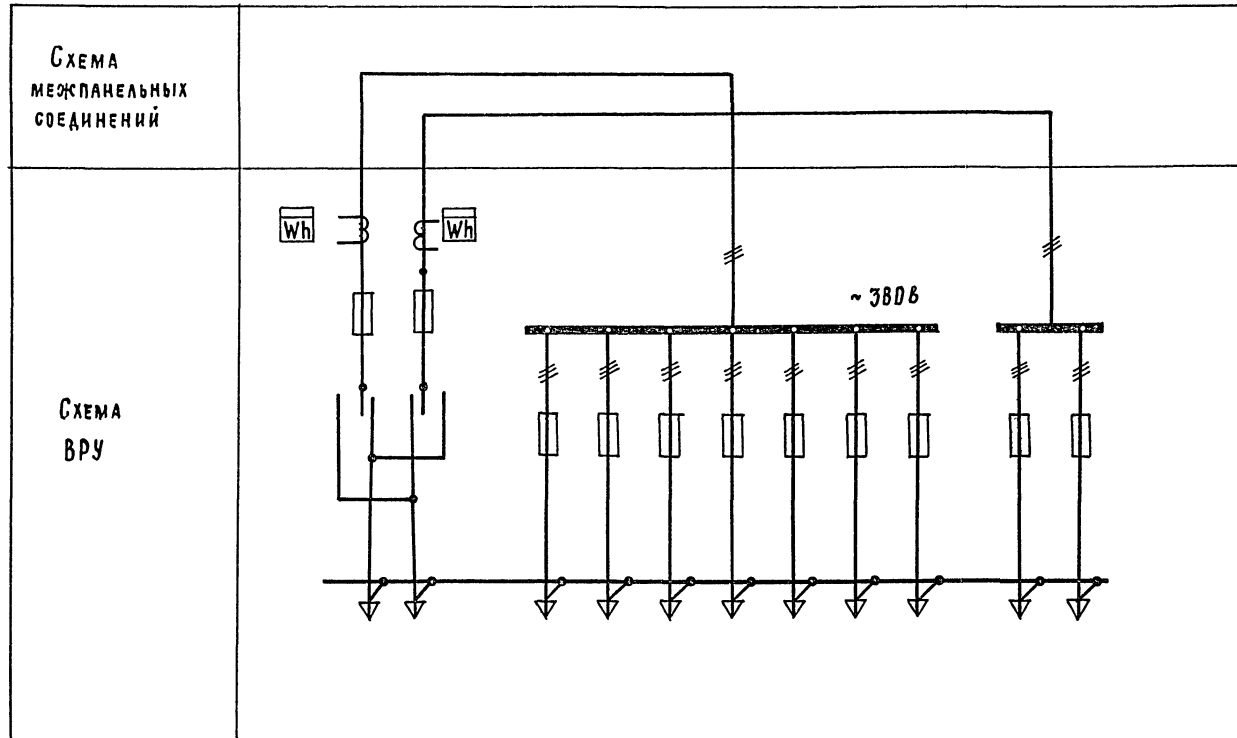 Схема
межпанельных
соединений
Wh
Wh
~ 380В
Схема
ВРУ